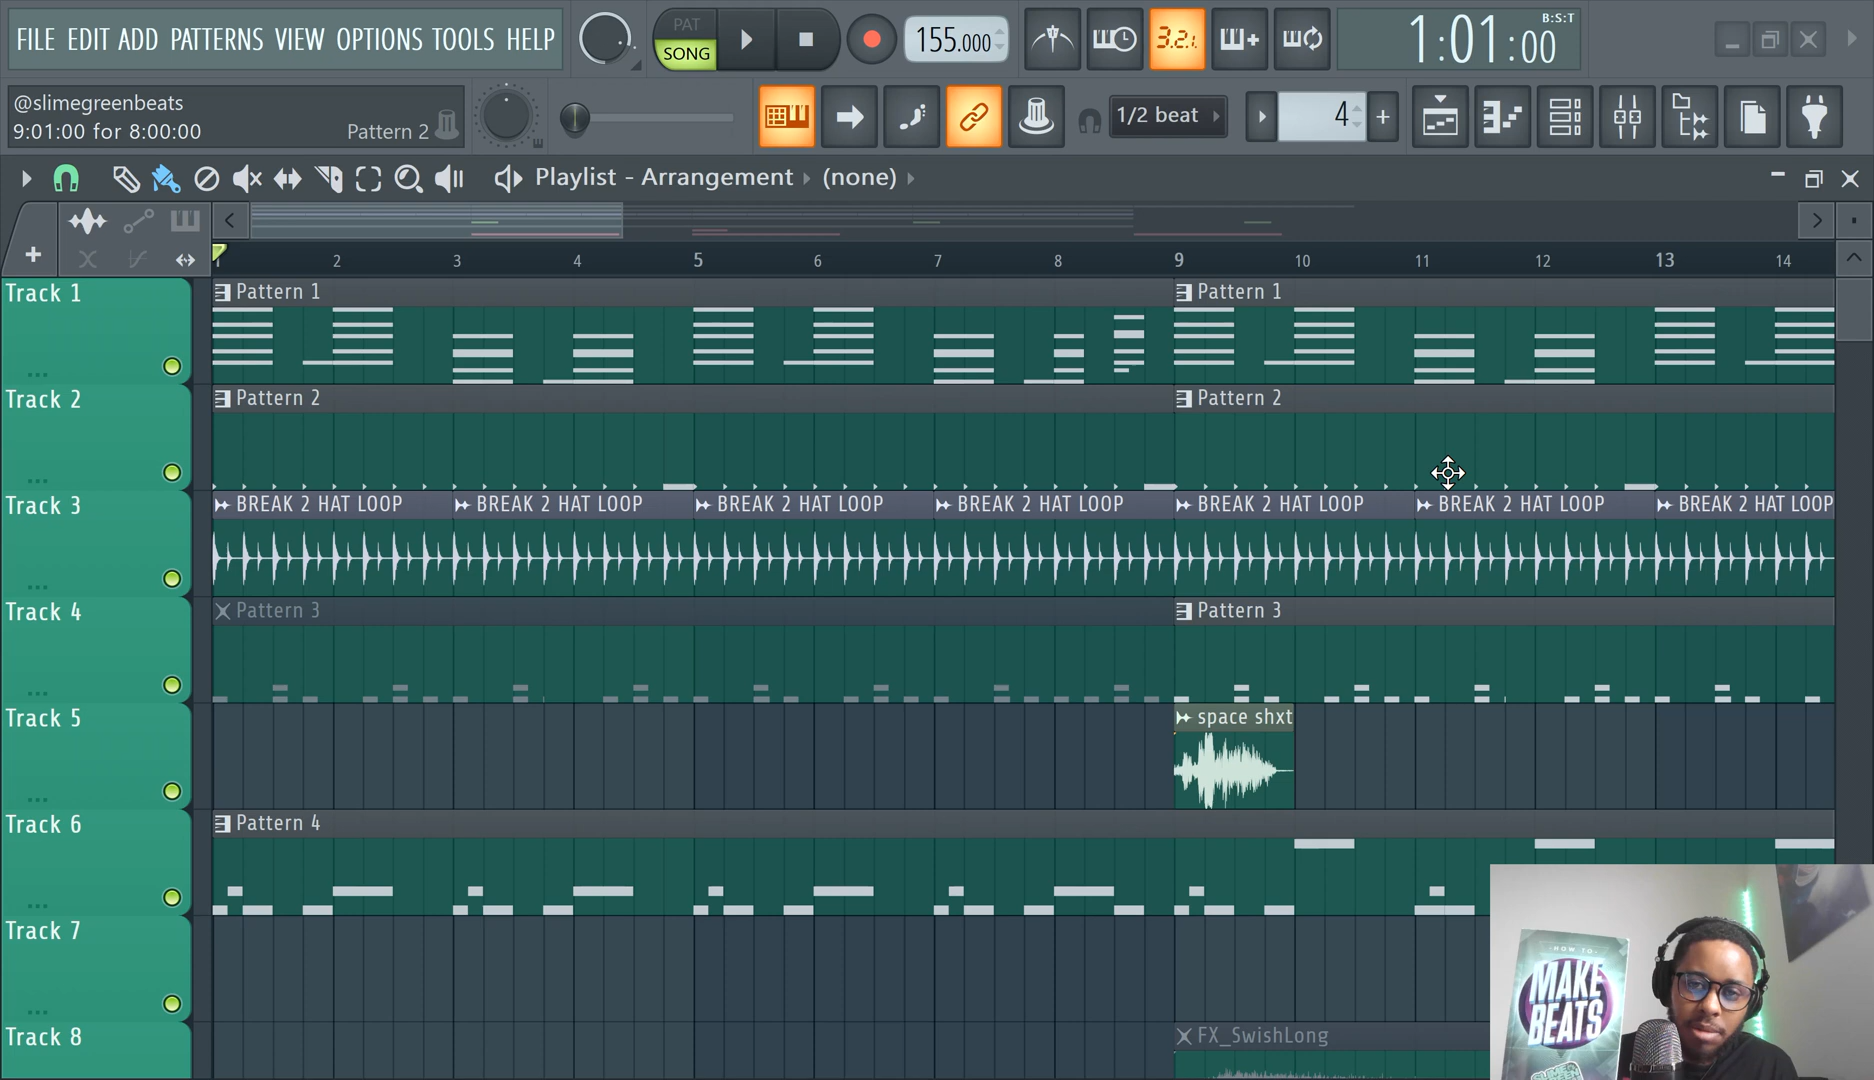 FILE EDIT ADD PATTERNS VIEW OPTIONS TOOLS HELP
PAT
SONG
155.000
3.2.1
1:01:00
B:S:T
@slimegreenbeats
9:01:00 for 8:00:00
Pattern 2
1/2 beat
4
Playlist - Arrangement
(none)
1 2 3 4 5 6 7 8 9 10 11 12 13 14
Track 1
Pattern 1
Pattern 1
Track 2
Pattern 2
Pattern 2
Track 3
BREAK 2 HAT LOOP
BREAK 2 HAT LOOP
BREAK 2 HAT LOOP
BREAK 2 HAT LOOP
BREAK 2 HAT LOOP
BREAK 2 HAT LOOP
BREAK 2 HAT LOOP
Track 4
Pattern 3
Pattern 3
Track 5
space shxt
Track 6
Pattern 4
Track 7
Track 8
FX_SwishLong
HOW TO
MAKE
BEATS